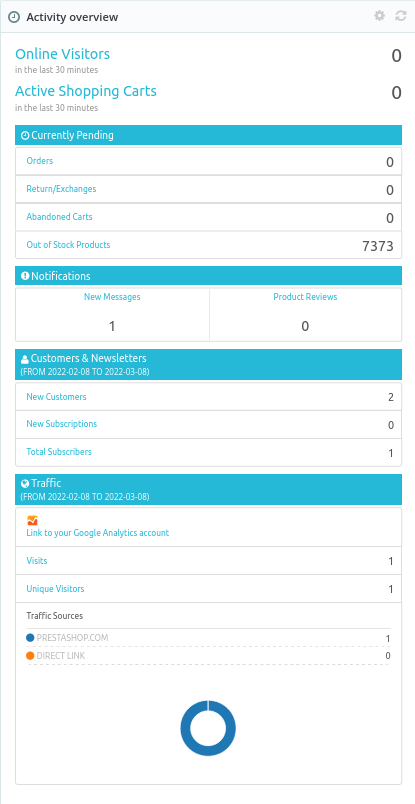 Activity overview
Online Visitors 0
in the last 30 minutes
Active Shopping Carts 0
in the last 30 minutes
Currently Pending
Orders 0
Return/Exchanges 0
Abandoned Carts 0
Out of Stock Products 7373
Notifications
New Messages Product Reviews
1 0
Customers & Newsletters
(FROM 2022-02-08 TO 2022-03-08)
New Customers 2
New Subscriptions 0
Total Subscribers 1
Traffic
(FROM 2022-02-08 TO 2022-03-08)
Link to your Google Analytics account
Visits 1
Unique Visitors 1
Traffic Sources
PRESTASHOP.COM 1
DIRECT LINK 0